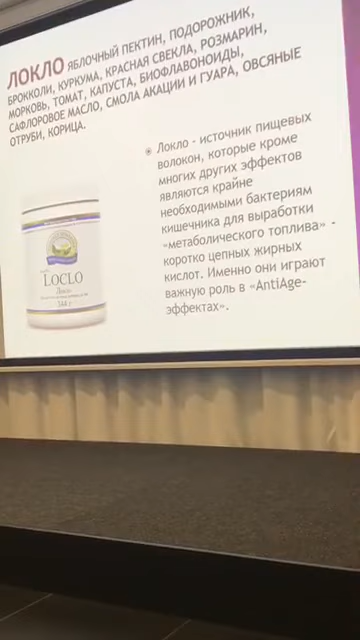 ЛОКЛО ЯБЛОЧНЫЙ ПЕКТИН, ПОДОРОЖНИК,
БРОККОЛИ, КУРКУМА, КРАСНАЯ СВЕКЛА, РОЗМАРИН,
МОРКОВЬ, ТОМАТ, КАПУСТА, БИОФЛАВОНОИДЫ,
САФЛОРОВОЕ МАСЛО, СМОЛА АКАЦИИ И ГУАРА, ОВСЯНЫЕ
ОТРУБИ, КОРИЦА.
Локло - источник пищевых
волокон, которые кроме
многих других эффектов
являются крайне
необходимыми бактериям
кишечника для выработки
«метаболического топлива» -
коротко цепных жирных
кислот. Именно они играют
важную роль в «AntiAge-
эффектах».
LOCLO
Локло
344 г